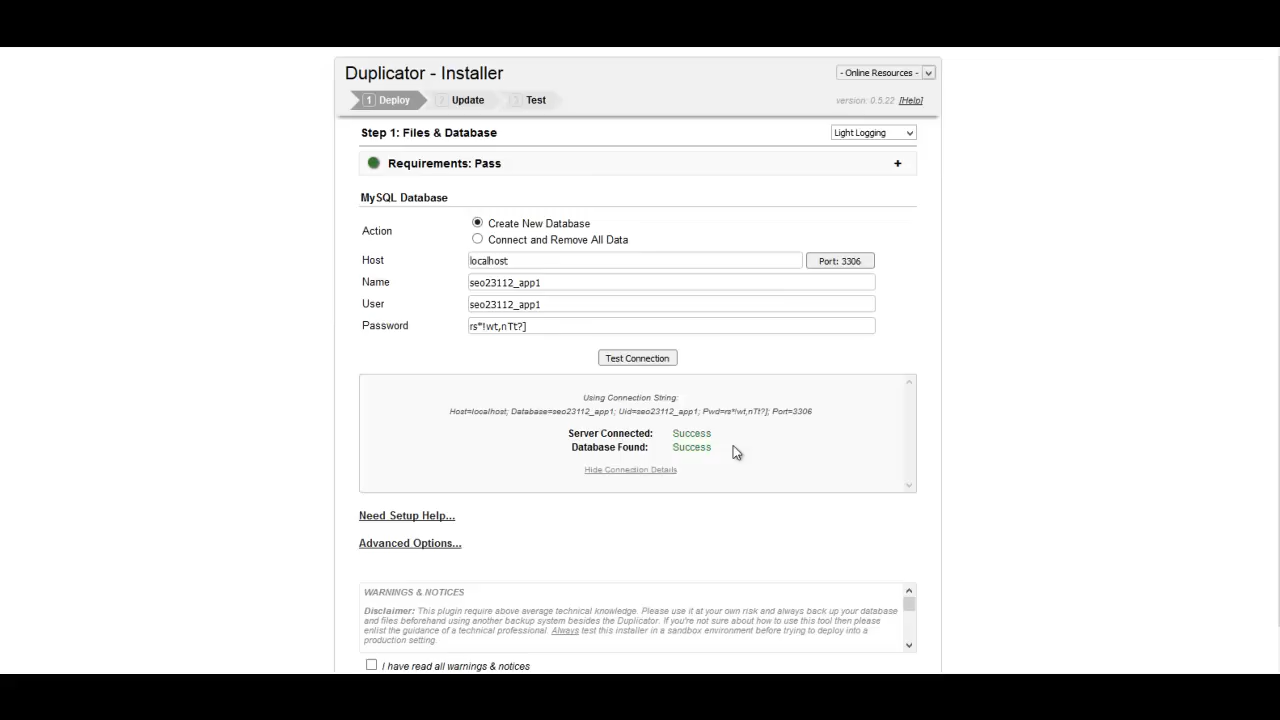 Duplicator - Installer
- Online Resources -
1 Deploy
2 Update
3 Test
version: 0.5.22 [Help]
Step 1: Files & Database
Light Logging
Requirements: Pass
+
MySQL Database
Action
Create New Database
Connect and Remove All Data
Host
localhost
Port: 3306
Name
seo23112_app1
User
seo23112_app1
Password
rs*!wt,nTt?]
Test Connection
Using Connection String:
Host=localhost; Database=seo23112_app1; Uid=seo23112_app1; Pwd=rs*!wt,nTt?]; Port=3306
Server Connected: Success
Database Found: Success
Hide Connection Details
Need Setup Help...
Advanced Options...
WARNINGS & NOTICES
Disclaimer: This plugin require above average technical knowledge. Please use it at your own risk and always back up your database
and files beforehand using another backup system besides the Duplicator. If you're not sure about how to use this tool then please
enlist the guidance of a technical professional. Always test this installer in a sandbox environment before trying to deploy into a
production setting.
I have read all warnings & notices